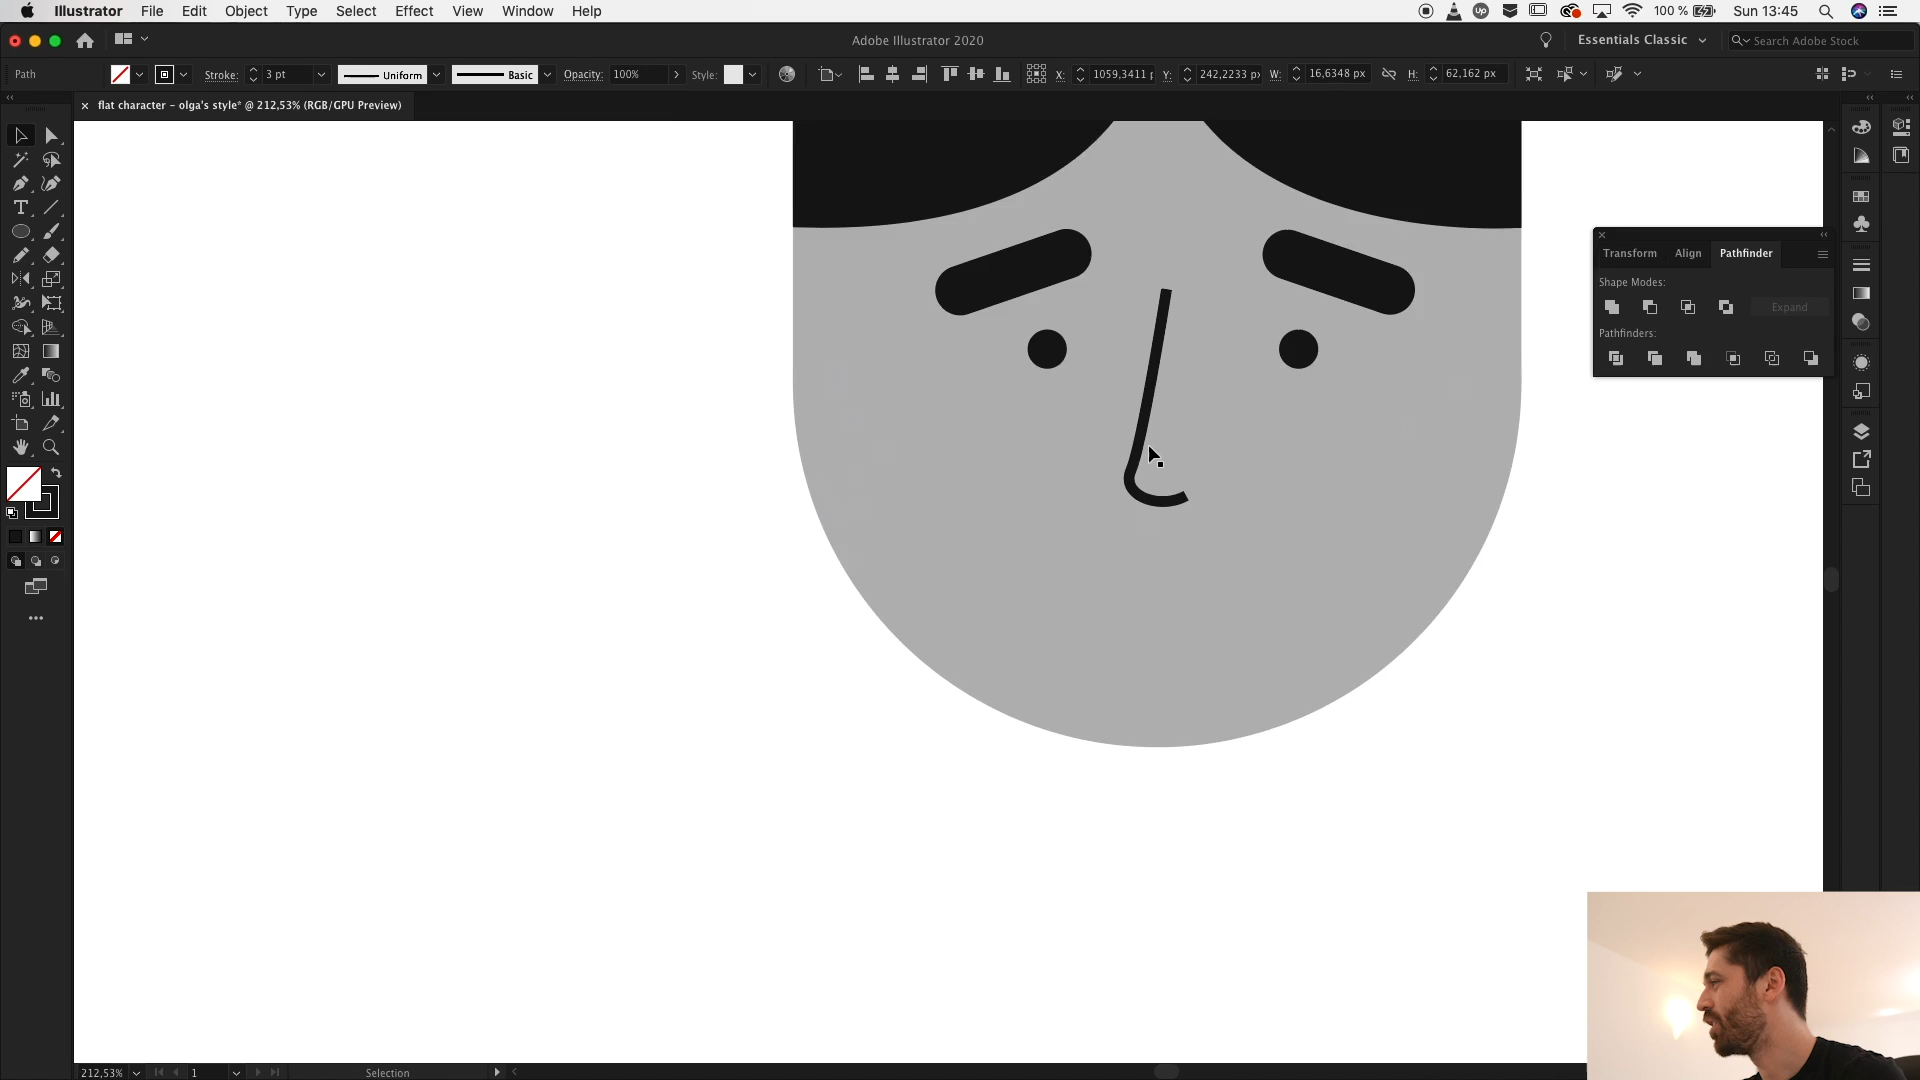 Illustrator File Edit Object Type Select Effect View Window Help
Up 100 % Sun 13:45
Adobe Illustrator 2020
Essentials Classic
Search Adobe Stock
Path Stroke: 3 pt Uniform Basic Opacity: 100% Style: X: 1059,3411 p Y: 242,2233 px W: 16,6348 px H: 62,162 px
× flat character – olga's style* @ 212,53% (RGB/GPU Preview)
Transform Align Pathfinder
Shape Modes:
Expand
Pathfinders:
212,53% 1 Selection